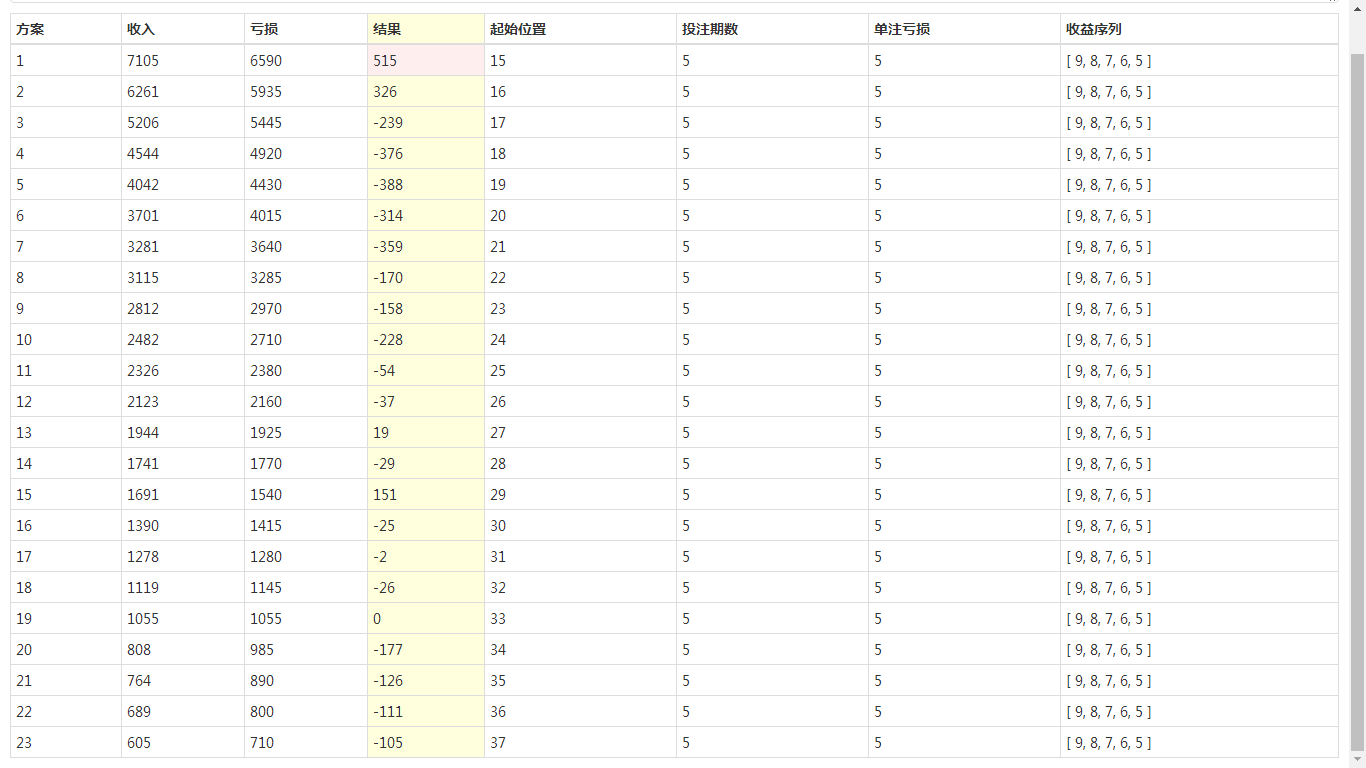 方案 收入 亏损 结果 起始位置 投注期数 单注亏损 收益序列
1 7105 6590 515 15 5 5 [ 9, 8, 7, 6, 5 ]
2 6261 5935 326 16 5 5 [ 9, 8, 7, 6, 5 ]
3 5206 5445 -239 17 5 5 [ 9, 8, 7, 6, 5 ]
4 4544 4920 -376 18 5 5 [ 9, 8, 7, 6, 5 ]
5 4042 4430 -388 19 5 5 [ 9, 8, 7, 6, 5 ]
6 3701 4015 -314 20 5 5 [ 9, 8, 7, 6, 5 ]
7 3281 3640 -359 21 5 5 [ 9, 8, 7, 6, 5 ]
8 3115 3285 -170 22 5 5 [ 9, 8, 7, 6, 5 ]
9 2812 2970 -158 23 5 5 [ 9, 8, 7, 6, 5 ]
10 2482 2710 -228 24 5 5 [ 9, 8, 7, 6, 5 ]
11 2326 2380 -54 25 5 5 [ 9, 8, 7, 6, 5 ]
12 2123 2160 -37 26 5 5 [ 9, 8, 7, 6, 5 ]
13 1944 1925 19 27 5 5 [ 9, 8, 7, 6, 5 ]
14 1741 1770 -29 28 5 5 [ 9, 8, 7, 6, 5 ]
15 1691 1540 151 29 5 5 [ 9, 8, 7, 6, 5 ]
16 1390 1415 -25 30 5 5 [ 9, 8, 7, 6, 5 ]
17 1278 1280 -2 31 5 5 [ 9, 8, 7, 6, 5 ]
18 1119 1145 -26 32 5 5 [ 9, 8, 7, 6, 5 ]
19 1055 1055 0 33 5 5 [ 9, 8, 7, 6, 5 ]
20 808 985 -177 34 5 5 [ 9, 8, 7, 6, 5 ]
21 764 890 -126 35 5 5 [ 9, 8, 7, 6, 5 ]
22 689 800 -111 36 5 5 [ 9, 8, 7, 6, 5 ]
23 605 710 -105 37 5 5 [ 9, 8, 7, 6, 5 ]